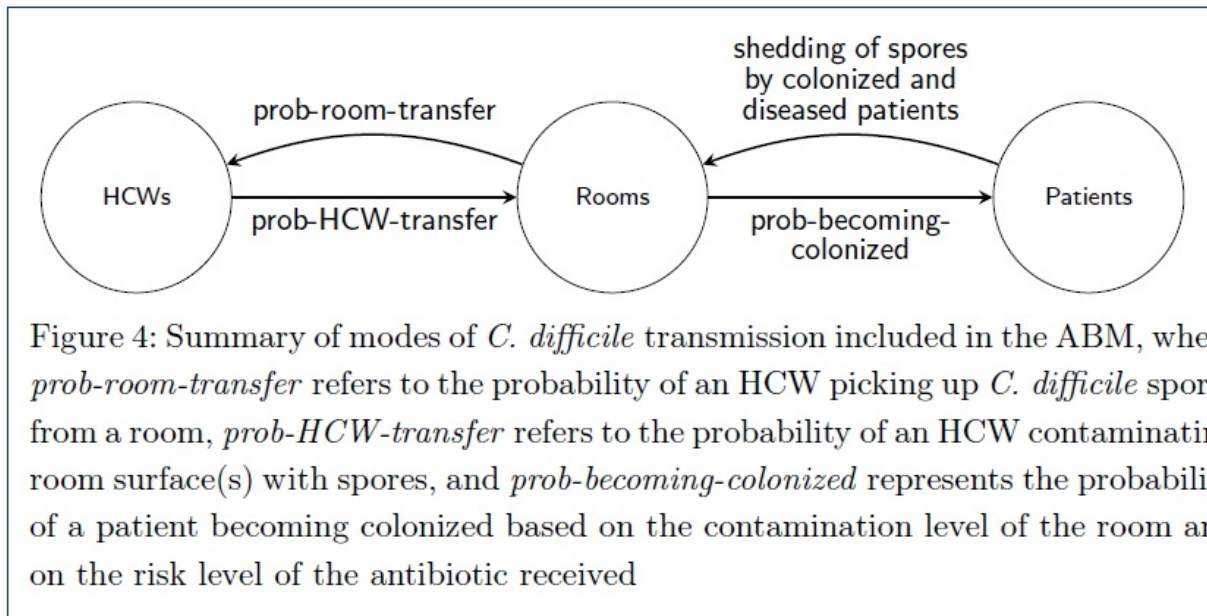 shedding of spores
by colonized and
diseased patients
prob-room-transfer
HCWs
Rooms
Patients
prob-HCW-transfer
prob-becoming-
colonized
Figure 4: Summary of modes of C. difficile transmission included in the ABM, whe
prob-room-transfer refers to the probability of an HCW picking up C. difficile spor
from a room, prob-HCW-transfer refers to the probability of an HCW contaminatin
room surface(s) with spores, and prob-becoming-colonized represents the probabili
of a patient becoming colonized based on the contamination level of the room an
on the risk level of the antibiotic received